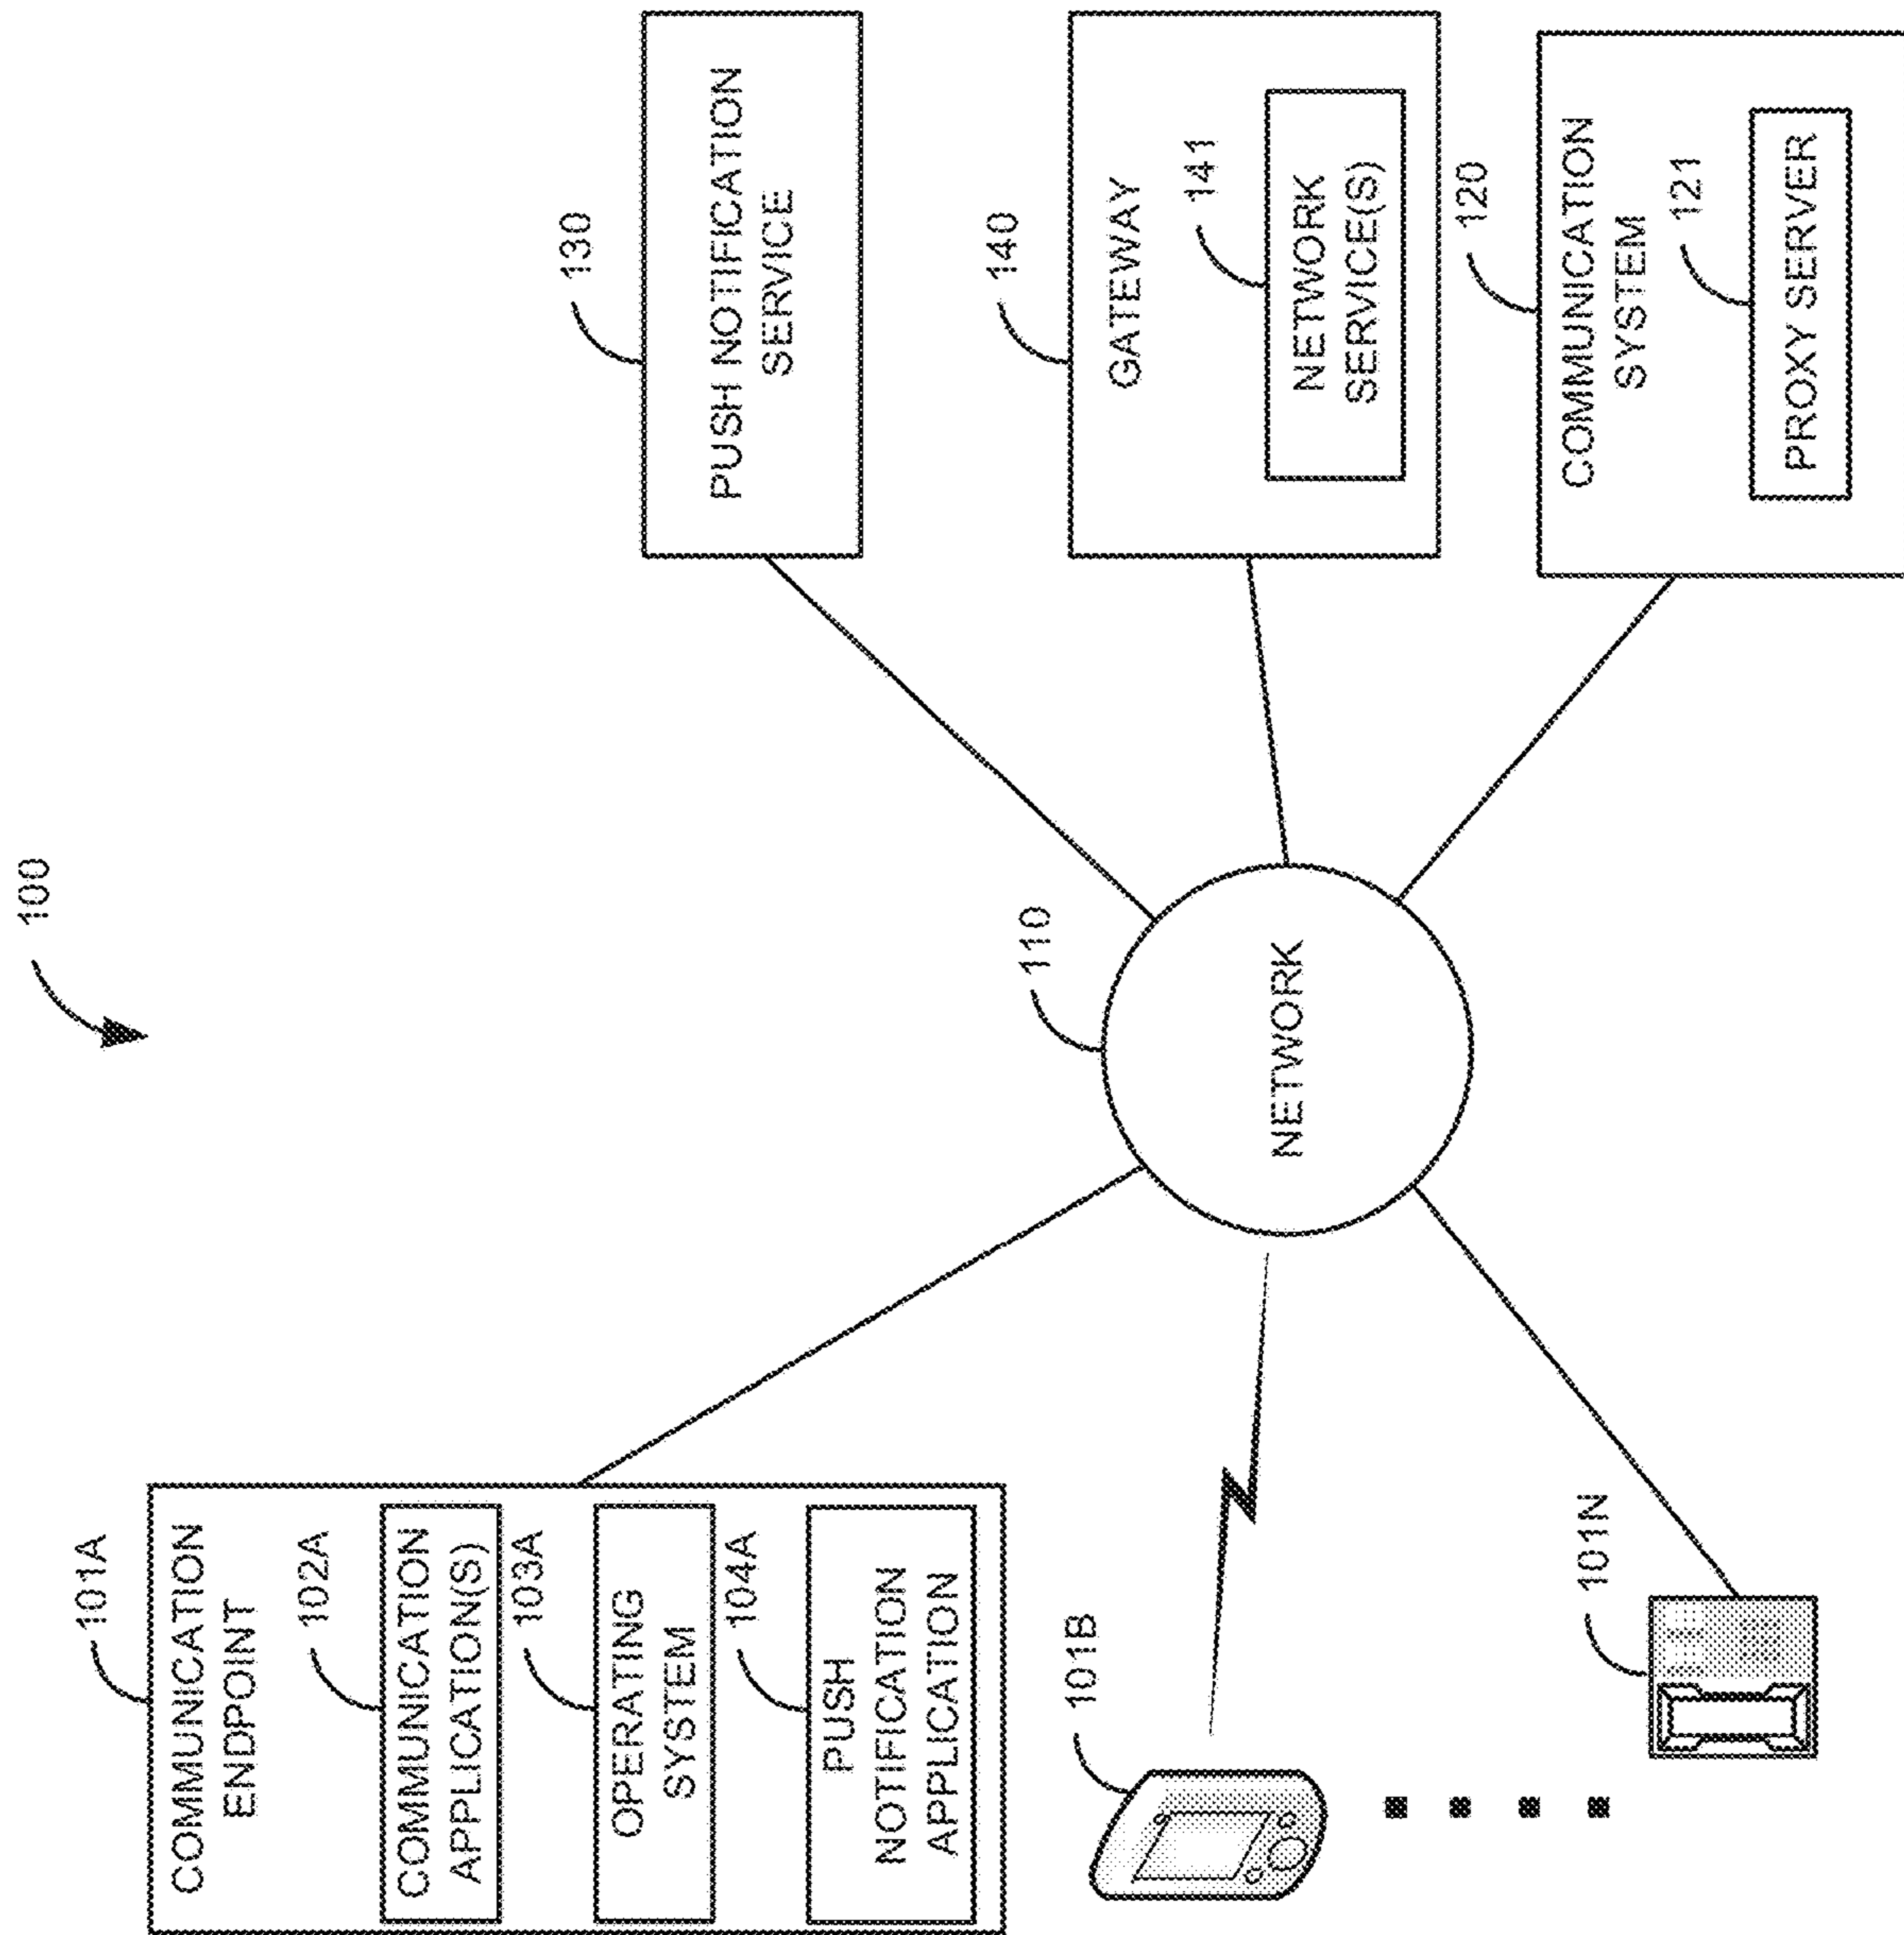 100
101A
COMMUNICATION
ENDPOINT
102A
COMMUNICATION
APPLICATION(S)
103A
OPERATING
SYSTEM
104A
PUSH
NOTIFICATION
APPLICATION
101B
101N
110
NETWORK
130
PUSH NOTIFICATION
SERVICE
140
GATEWAY
141
NETWORK
SERVICE(S)
120
COMMUNICATION
SYSTEM
121
PROXY SERVER